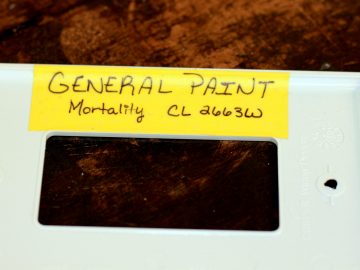 GENERAL PAINT
Mortality CL 2663W